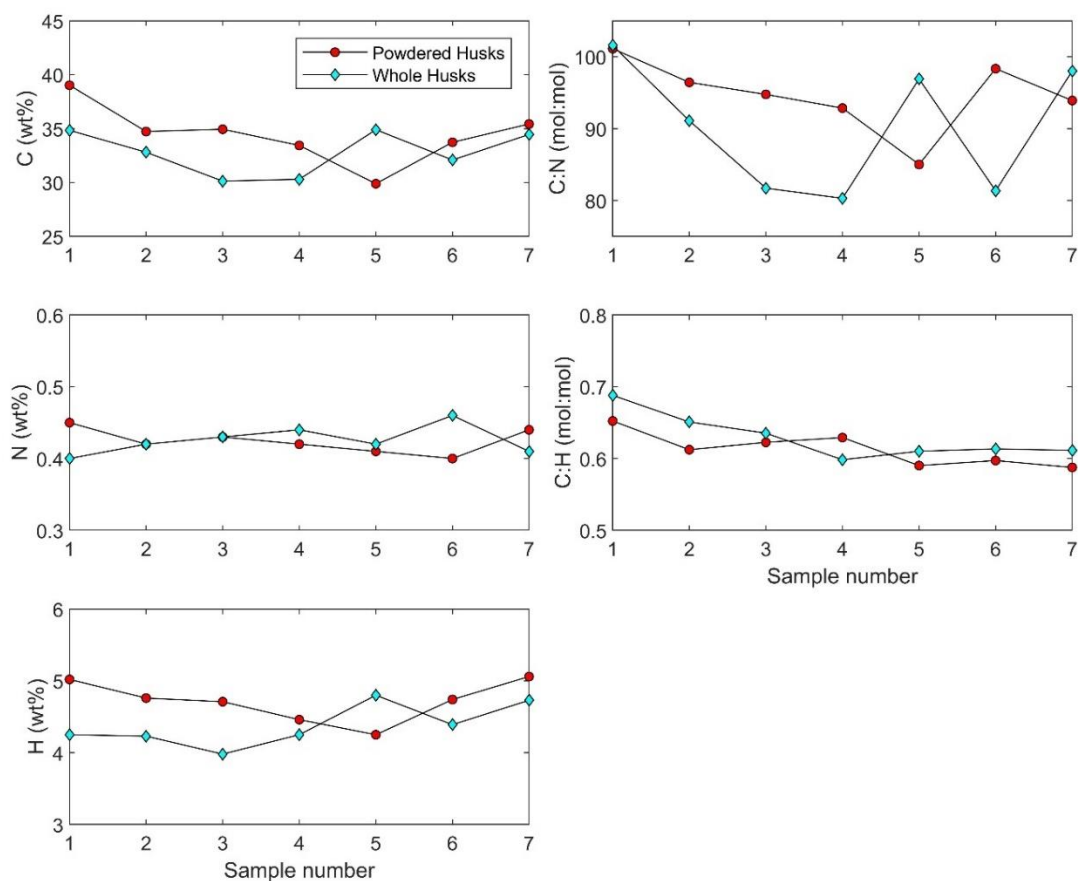 45
40
35
30
25
C (wt%)
Powdered Husks
Whole Husks
1 2 3 4 5 6 7
100
90
80
C:N (mol:mol)
1 2 3 4 5 6 7
0.6
0.5
0.4
0.3
N (wt%)
1 2 3 4 5 6 7
0.8
0.7
0.6
0.5
C:H (mol:mol)
1 2 3 4 5 6 7
Sample number
6
5
4
3
H (wt%)
1 2 3 4 5 6 7
Sample number